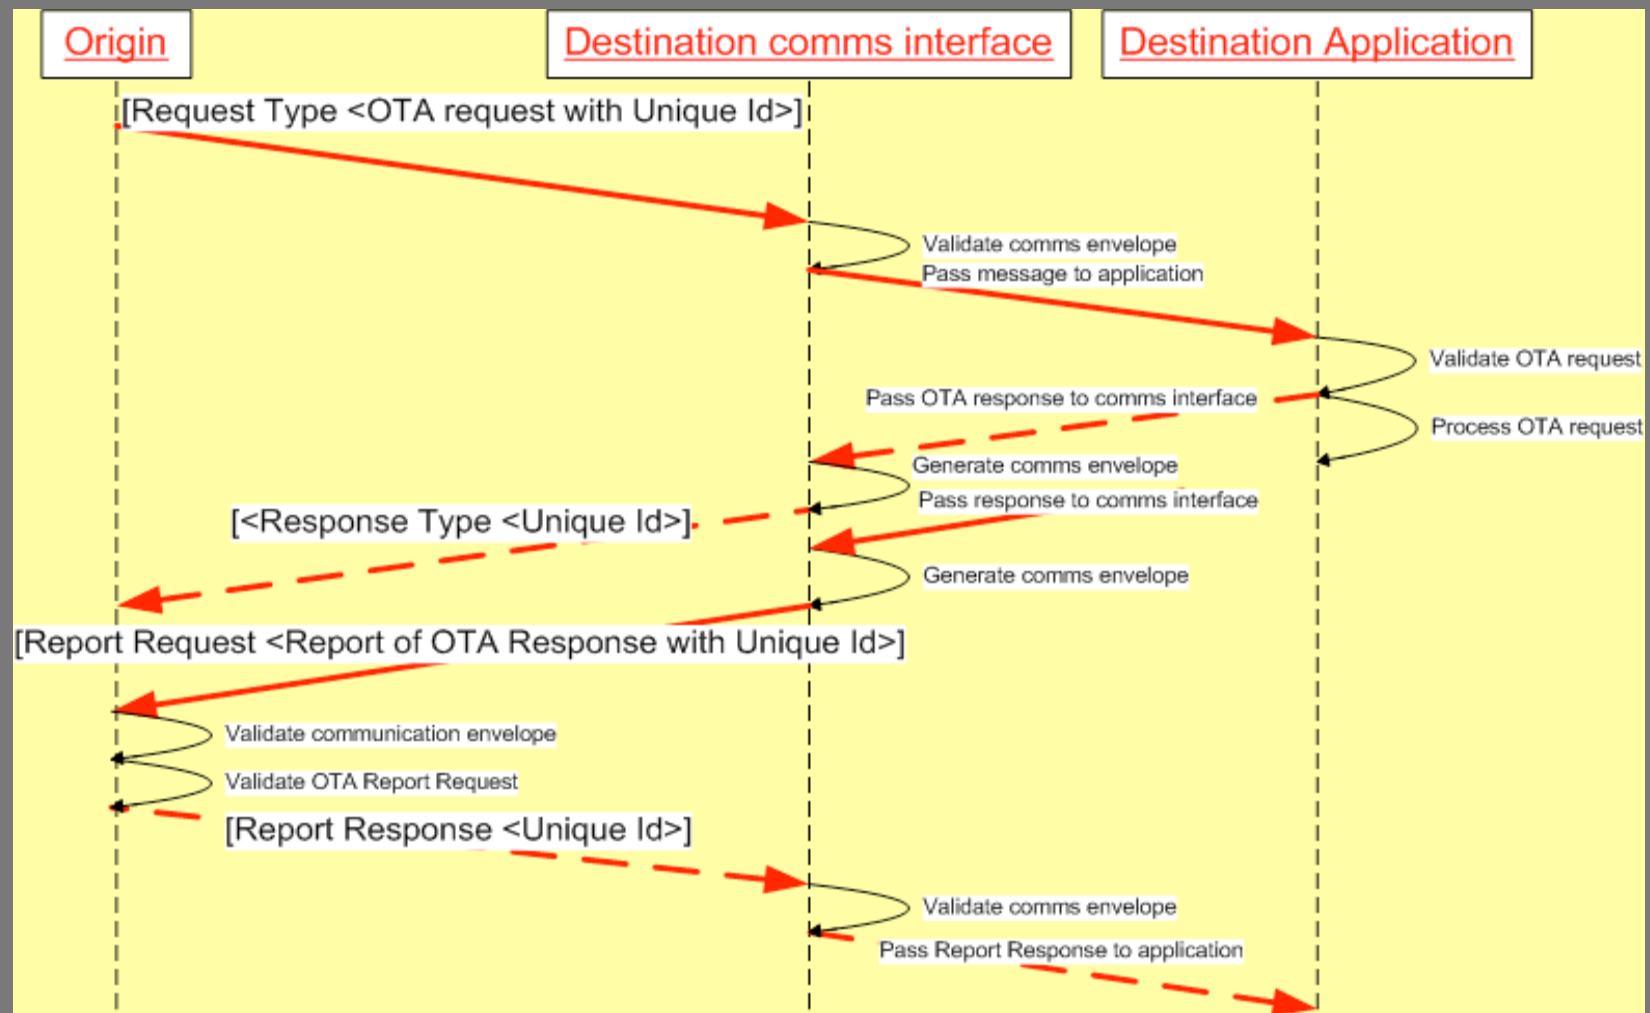 Origin
Destination comms interface
Destination Application
[Request Type <OTA request with Unique Id>]
Validate comms envelope
Pass message to application
Validate OTA request
Pass OTA response to comms interface
Process OTA request
Generate comms envelope
Pass response to comms interface
[<Response Type <Unique Id>]
Generate comms envelope
[Report Request <Report of OTA Response with Unique Id>]
Validate communication envelope
Validate OTA Report Request
[Report Response <Unique Id>]
Validate comms envelope
Pass Report Response to application